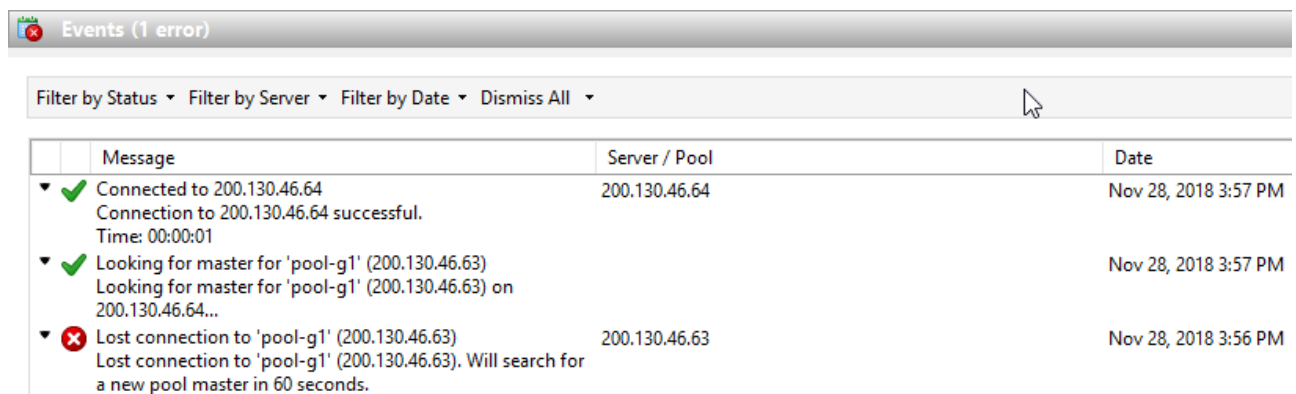 Events (1 error)
Filter by Status Filter by Server Filter by Date Dismiss All
Message Server / Pool Date
Connected to 200.130.46.64 200.130.46.64 Nov 28, 2018 3:57 PM
Connection to 200.130.46.64 successful.
Time: 00:00:01
Looking for master for 'pool-g1' (200.130.46.63) Nov 28, 2018 3:57 PM
Looking for master for 'pool-g1' (200.130.46.63) on
200.130.46.64...
Lost connection to 'pool-g1' (200.130.46.63) 200.130.46.63 Nov 28, 2018 3:56 PM
Lost connection to 'pool-g1' (200.130.46.63). Will search for
a new pool master in 60 seconds.